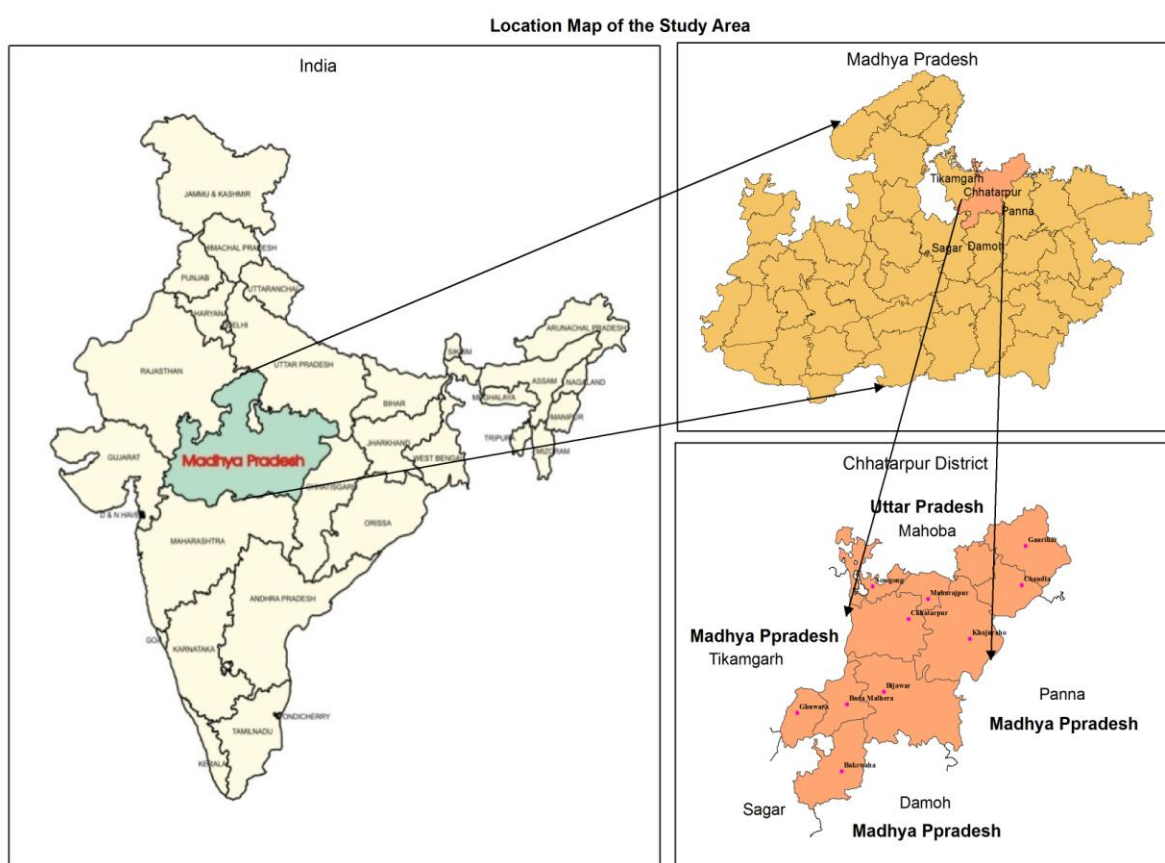 Location Map of the Study Area
India
JAMMU & KASHMIR
HIMACHAL PRADESH
PUNJAB
UTTARANCHAL
HARYANA
DELHI
RAJASTHAN
UTTAR PRADESH
SIKKIM
ARUNACHAL PRADESH
ASSAM
NAGALAND
BIHAR
MEGHALAYA
MANIPUR
GUJARAT
Madhya Pradesh
JHARKHAND
WEST BENGAL
TRIPURA
MIZORAM
CHHATISGARH
D & N HAVELI
ORISSA
MAHARASHTRA
ANDHRA PRADESH
GOA
KARNATAKA
PONDICHERRY
TAMILNADU
KERALA
Madhya Pradesh
Tikamgarh
Chhatarpur
Panna
Sagar
Damoh
Chhatarpur District
Uttar Pradesh
Mahoba
Gaurihar
Chandla
Nowgong
Maharajpur
Chhatarpur
Khajuraho
Madhya Ppradesh
Tikamgarh
Bijawar
Bada Malhera
Ghuwara
Panna
Madhya Ppradesh
Bakswaha
Sagar
Damoh
Madhya Ppradesh